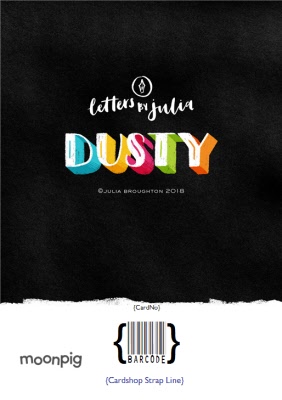 letters by julia
DUSTY
©JULIA BROUGHTON 2018
{CardNo}
{BARCODE}
moonpig
{Cardshop Strap Line}